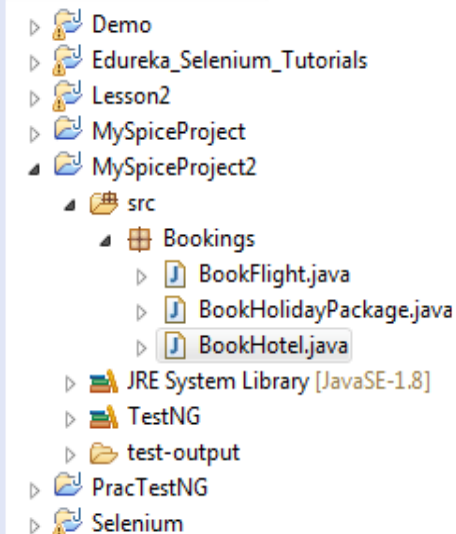 Demo
Edureka_Selenium_Tutorials
Lesson2
MySpiceProject
MySpiceProject2
src
Bookings
BookFlight.java
BookHolidayPackage.java
BookHotel.java
JRE System Library [JavaSE-1.8]
TestNG
test-output
PracTestNG
Selenium